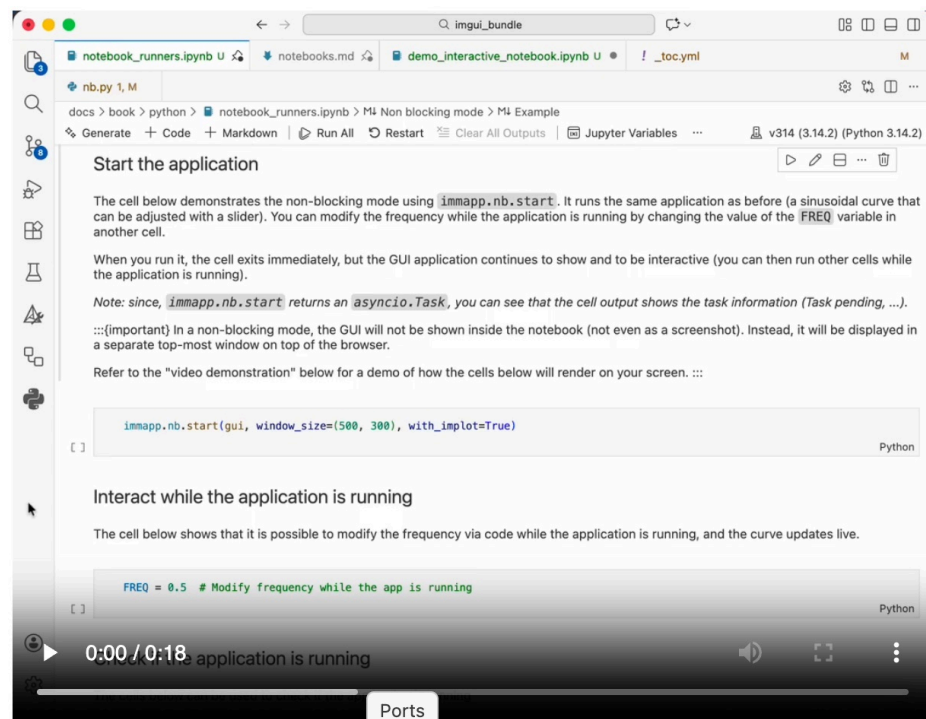 imgui_bundle
notebook_runners.ipynb U
notebooks.md
demo_interactive_notebook.ipynb U
! _toc.yml
M
nb.py 1, M
docs > book > python > notebook_runners.ipynb > M↓ Non blocking mode > M↓ Example
Generate + Code + Markdown | Run All Restart Clear All Outputs | Jupyter Variables ... v314 (3.14.2) (Python 3.14.2)
3
8
Start the application
The cell below demonstrates the non-blocking mode using immapp.nb.start. It runs the same application as before (a sinusoidal curve that
can be adjusted with a slider). You can modify the frequency while the application is running by changing the value of the FREQ variable in
another cell.
When you run it, the cell exits immediately, but the GUI application continues to show and to be interactive (you can then run other cells while
the application is running).
Note: since, immapp.nb.start returns an asyncio.Task, you can see that the cell output shows the task information (Task pending, ...).
:::{important} In a non-blocking mode, the GUI will not be shown inside the notebook (not even as a screenshot). Instead, it will be displayed in
a separate top-most window on top of the browser.
Refer to the "video demonstration" below for a demo of how the cells below will render on your screen. :::
immapp.nb.start(gui, window_size=(500, 300), with_implot=True)
[ ]
Python
Interact while the application is running
The cell below shows that it is possible to modify the frequency via code while the application is running, and the curve updates live.
FREQ = 0.5 # Modify frequency while the app is running
[ ]
Python
Check if the application is running
0:00 / 0:18
Ports